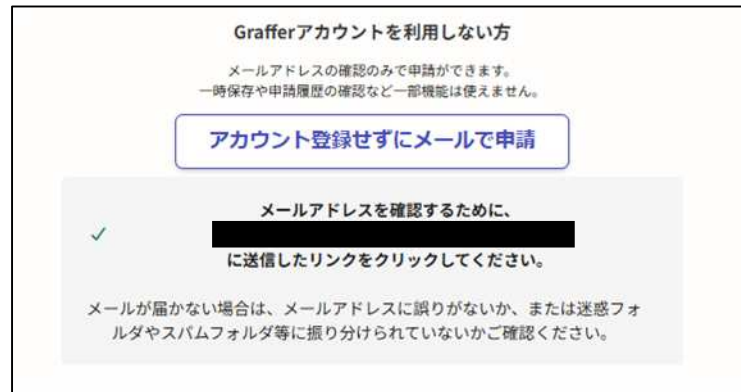 Grafferアカウントを利用しない方
メールアドレスの確認のみで申請ができます。
一時保存や申請履歴の確認など一部機能は使えません。
アカウント登録せずにメールで申請
メールアドレスを確認するために、
に送信したリンクをクリックしてください。
メールが届かない場合は、メールアドレスに誤りがないか、または迷惑フォ
ルダやスパムフォルダ等に振り分けられていないかご確認ください。